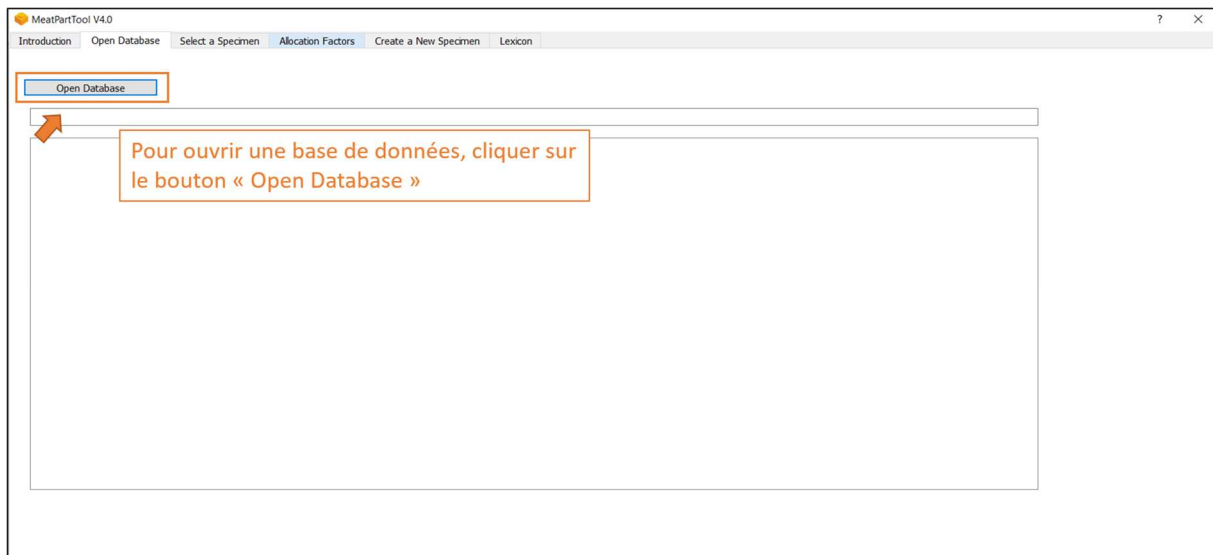 MeatPartTool V4.0 ? ×
Introduction Open Database Select a Specimen Allocation Factors Create a New Specimen Lexicon
Open Database
Pour ouvrir une base de données, cliquer sur
le bouton « Open Database »